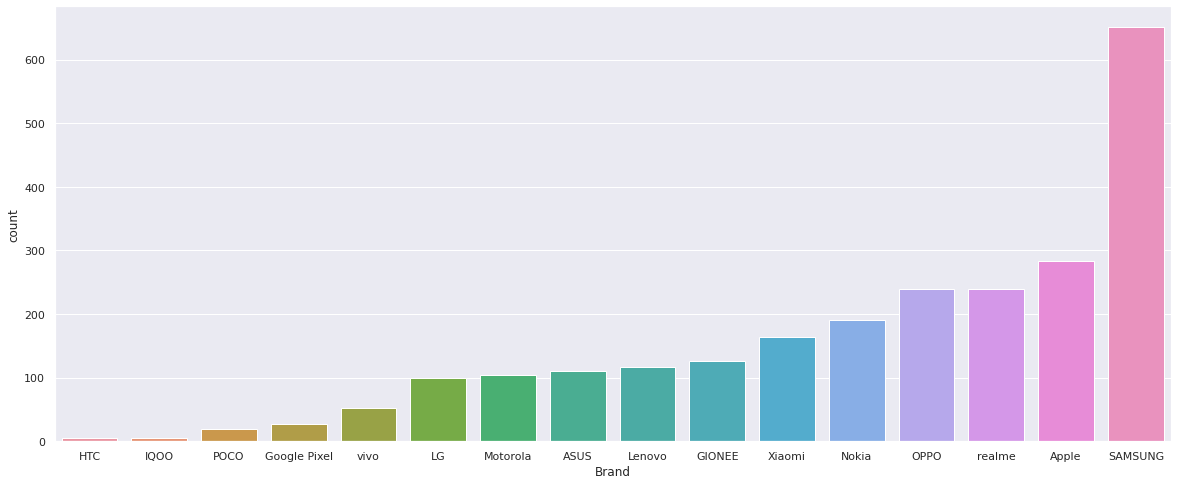 600
500
400
300
200
100
0
count
HTC IQOO POCO Google Pixel vivo LG Motorola ASUS Lenovo GIONEE Xiaomi Nokia OPPO realme Apple SAMSUNG
Brand